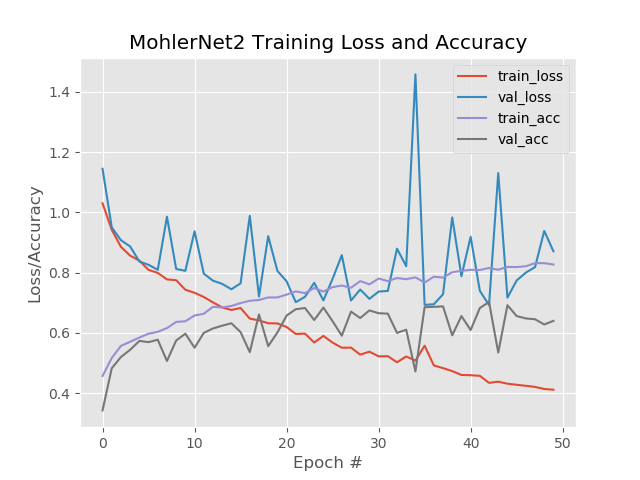 MohlerNet2 Training Loss and Accuracy
train_loss
val_loss
train_acc
val_acc
1.4
1.2
1.0
0.8
0.6
0.4
Loss/Accuracy
0 10 20 30 40 50
Epoch #